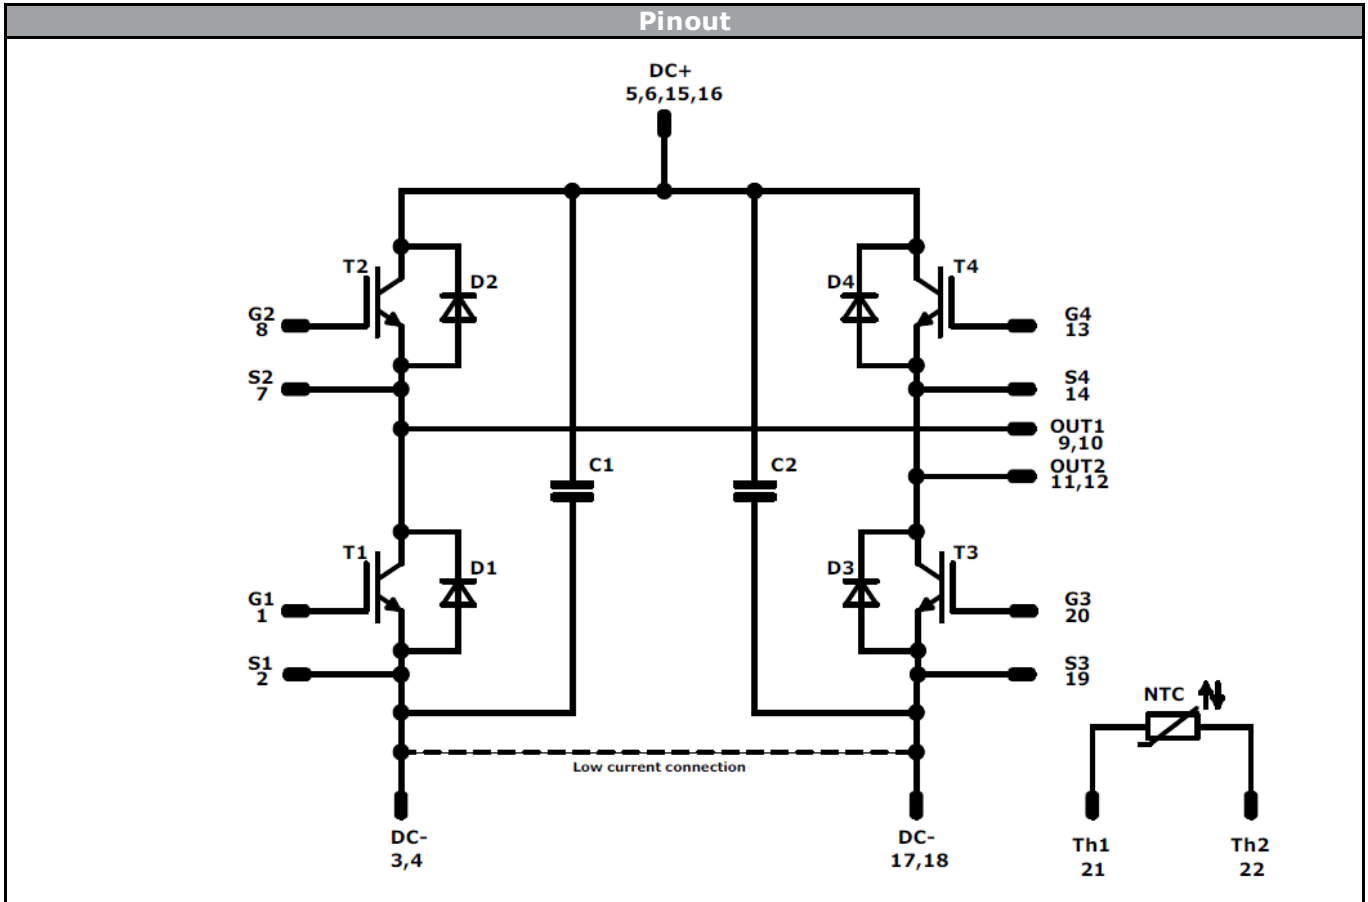 Pinout
DC+
5,6,15,16
T2
D2
D4
T4
G2
8
G4
13
S2
7
S4
14
OUT1
9,10
C1
C2
OUT2
11,12
T1
D1
D3
T3
G1
1
G3
20
S1
2
S3
19
NTC
Low current connection
DC-
3,4
DC-
17,18
Th1
21
Th2
22